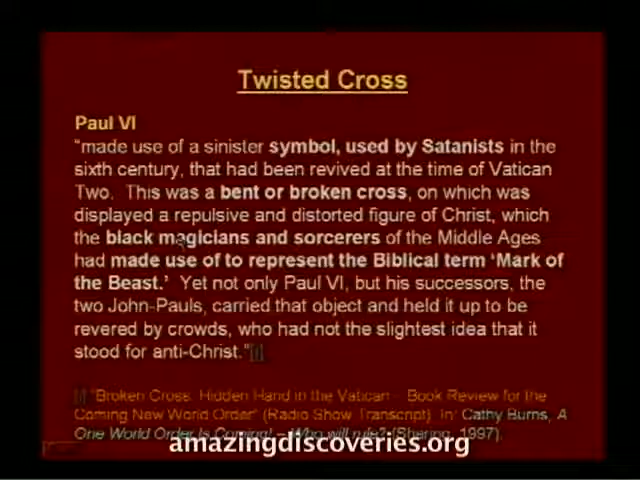 Twisted Cross
Paul VI
"made use of a sinister symbol, used by Satanists in the
sixth century, that had been revived at the time of Vatican
Two. This was a bent or broken cross, on which was
displayed a repulsive and distorted figure of Christ, which
the black magicians and sorcerers of the Middle Ages
had made use of to represent the Biblical term 'Mark of
the Beast.' Yet not only Paul VI, but his successors, the
two John-Pauls, carried that object and held it up to be
revered by crowds, who had not the slightest idea that it
stood for anti-Christ."[i]
[i] "Broken Cross: Hidden Hand in the Vatican - Book Review for the
Coming New World Order" (Radio Show Transcript). In: Cathy Burns, A
One World Order Is Coming! - Who will rule? (Sharing, 1997).
amazingdiscoveries.org